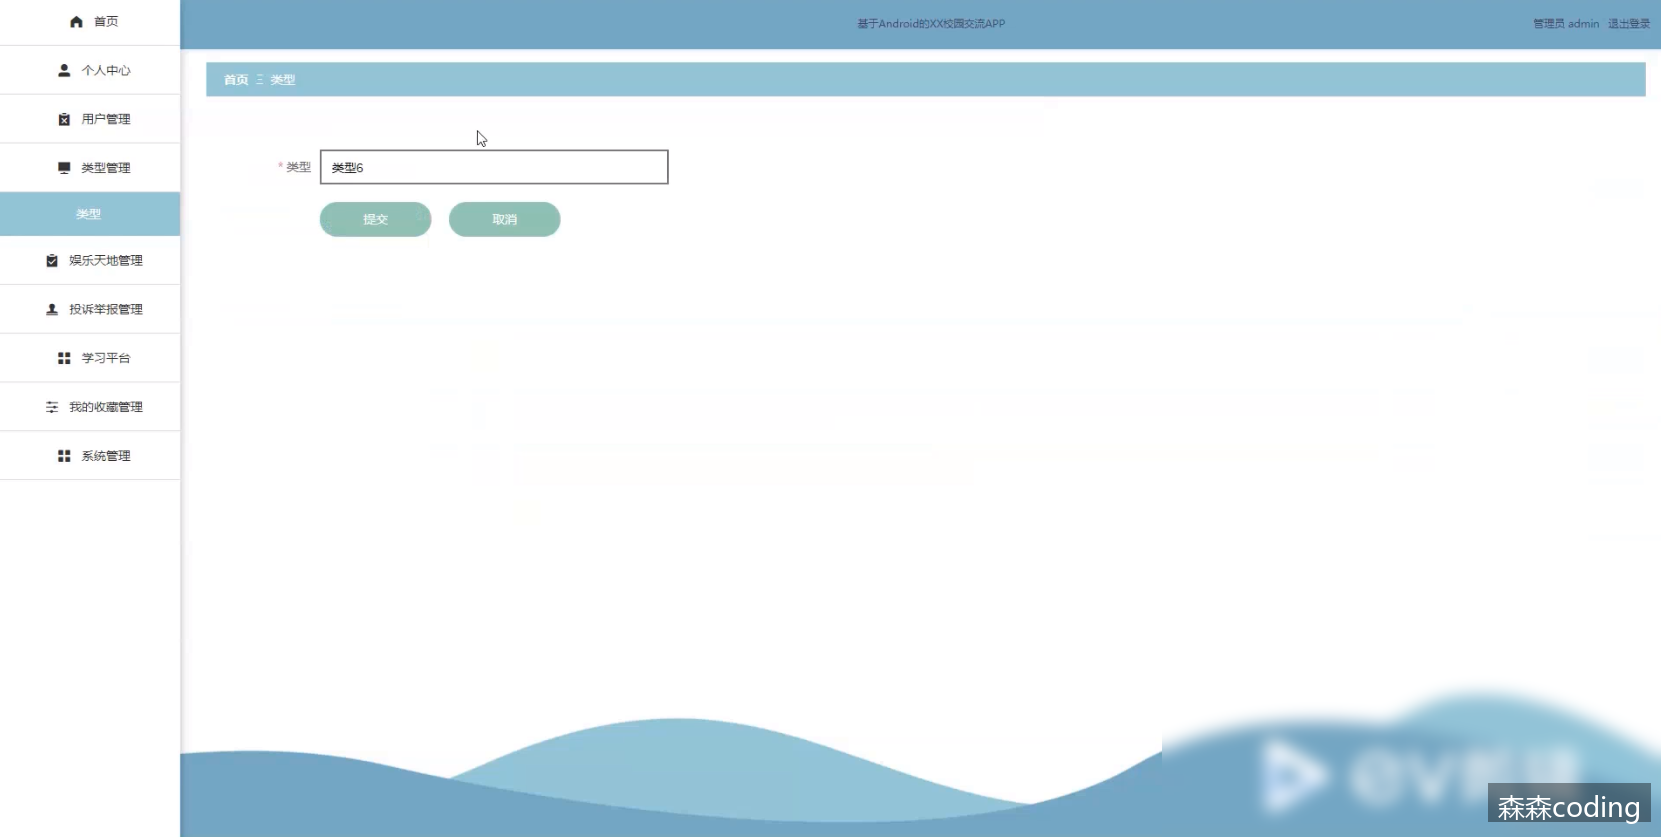 首页
基于Android的XX校园交流APP
管理员 admin 退出登录
个人中心
首页 类型
用户管理
类型管理
* 类型 类型6
类型
提交 取消
娱乐天地管理
投诉举报管理
学习平台
我的收藏管理
系统管理
森森coding